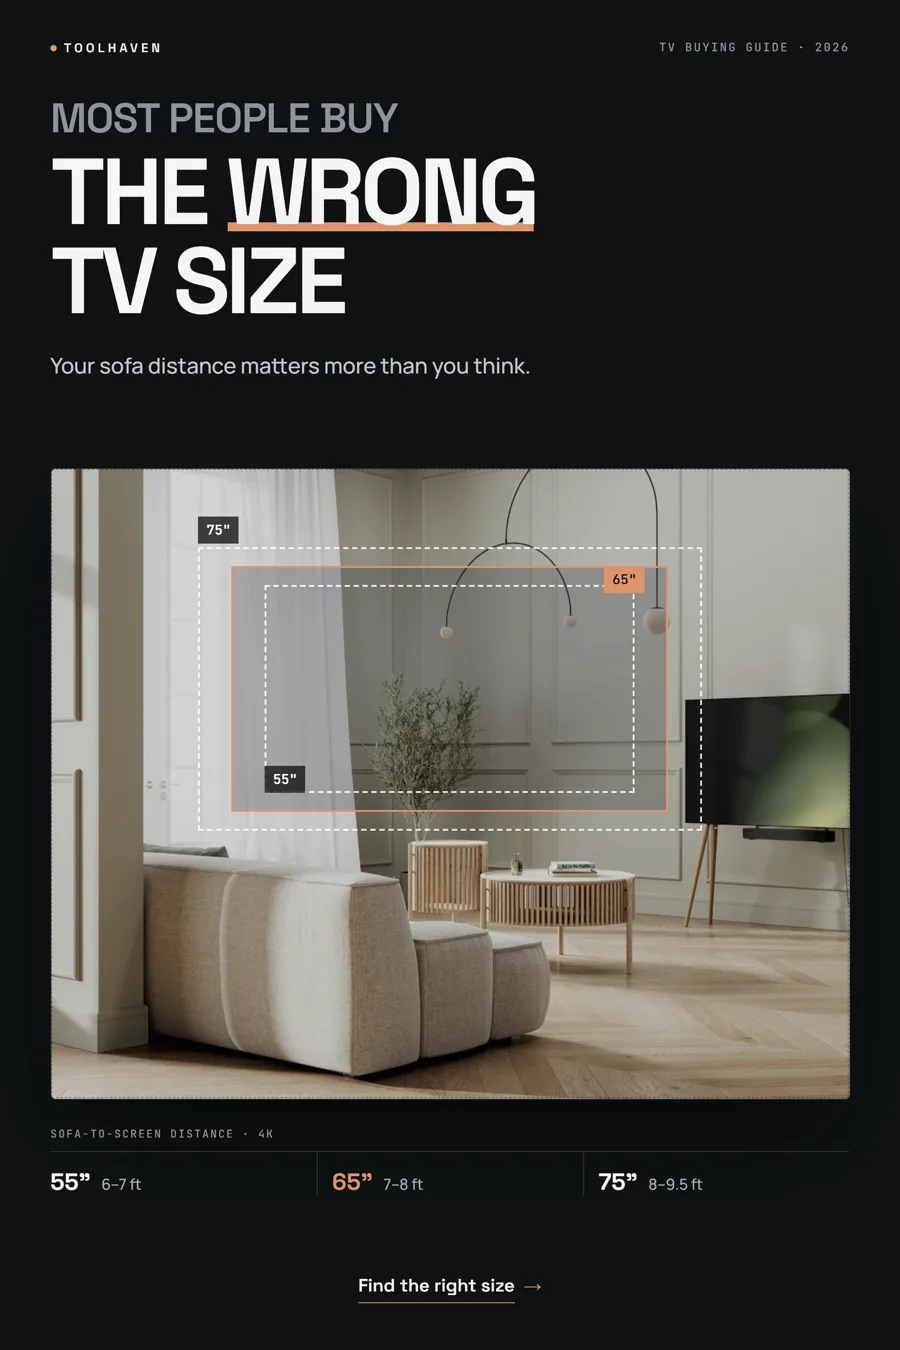 TOOLHAVEN
TV BUYING GUIDE · 2026
MOST PEOPLE BUY
THE WRONG
TV SIZE
Your sofa distance matters more than you think.
75"
65"
55"
SOFA-TO-SCREEN DISTANCE · 4K
55” 6–7 ft
65” 7–8 ft
75” 8–9.5 ft
Find the right size →